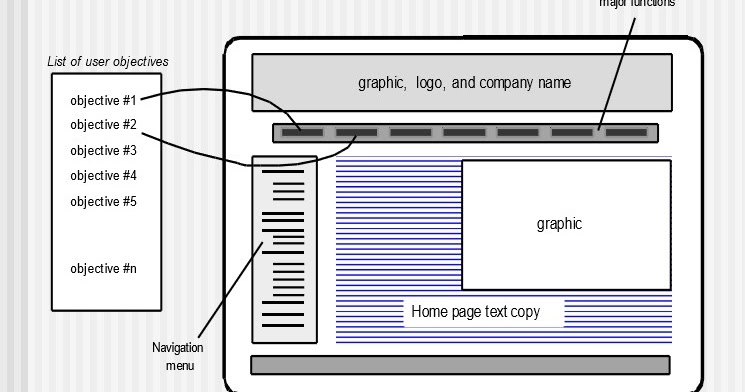 major functions
List of user objectives
graphic, logo, and company name
objective #1
objective #2
objective #3
objective #4
objective #5
graphic
objective #n
Home page text copy
Navigation
menu